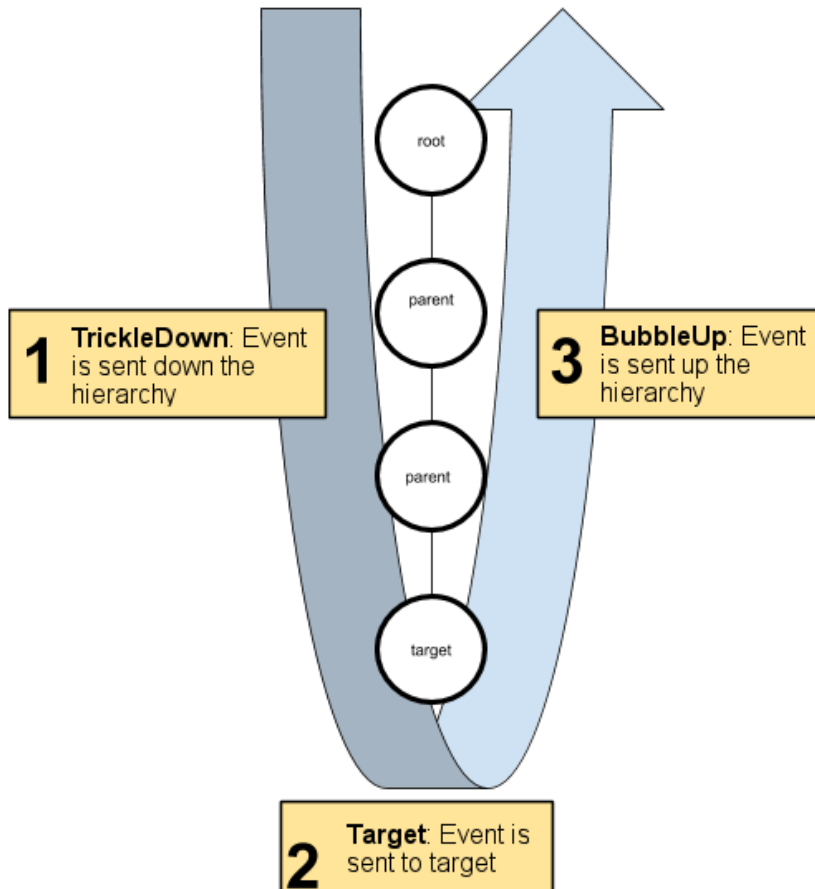 root
parent
1
TrickleDown: Event
is sent down the
hierarchy
3
BubbleUp: Event
is sent up the
hierarchy
parent
target
2
Target: Event is
sent to target